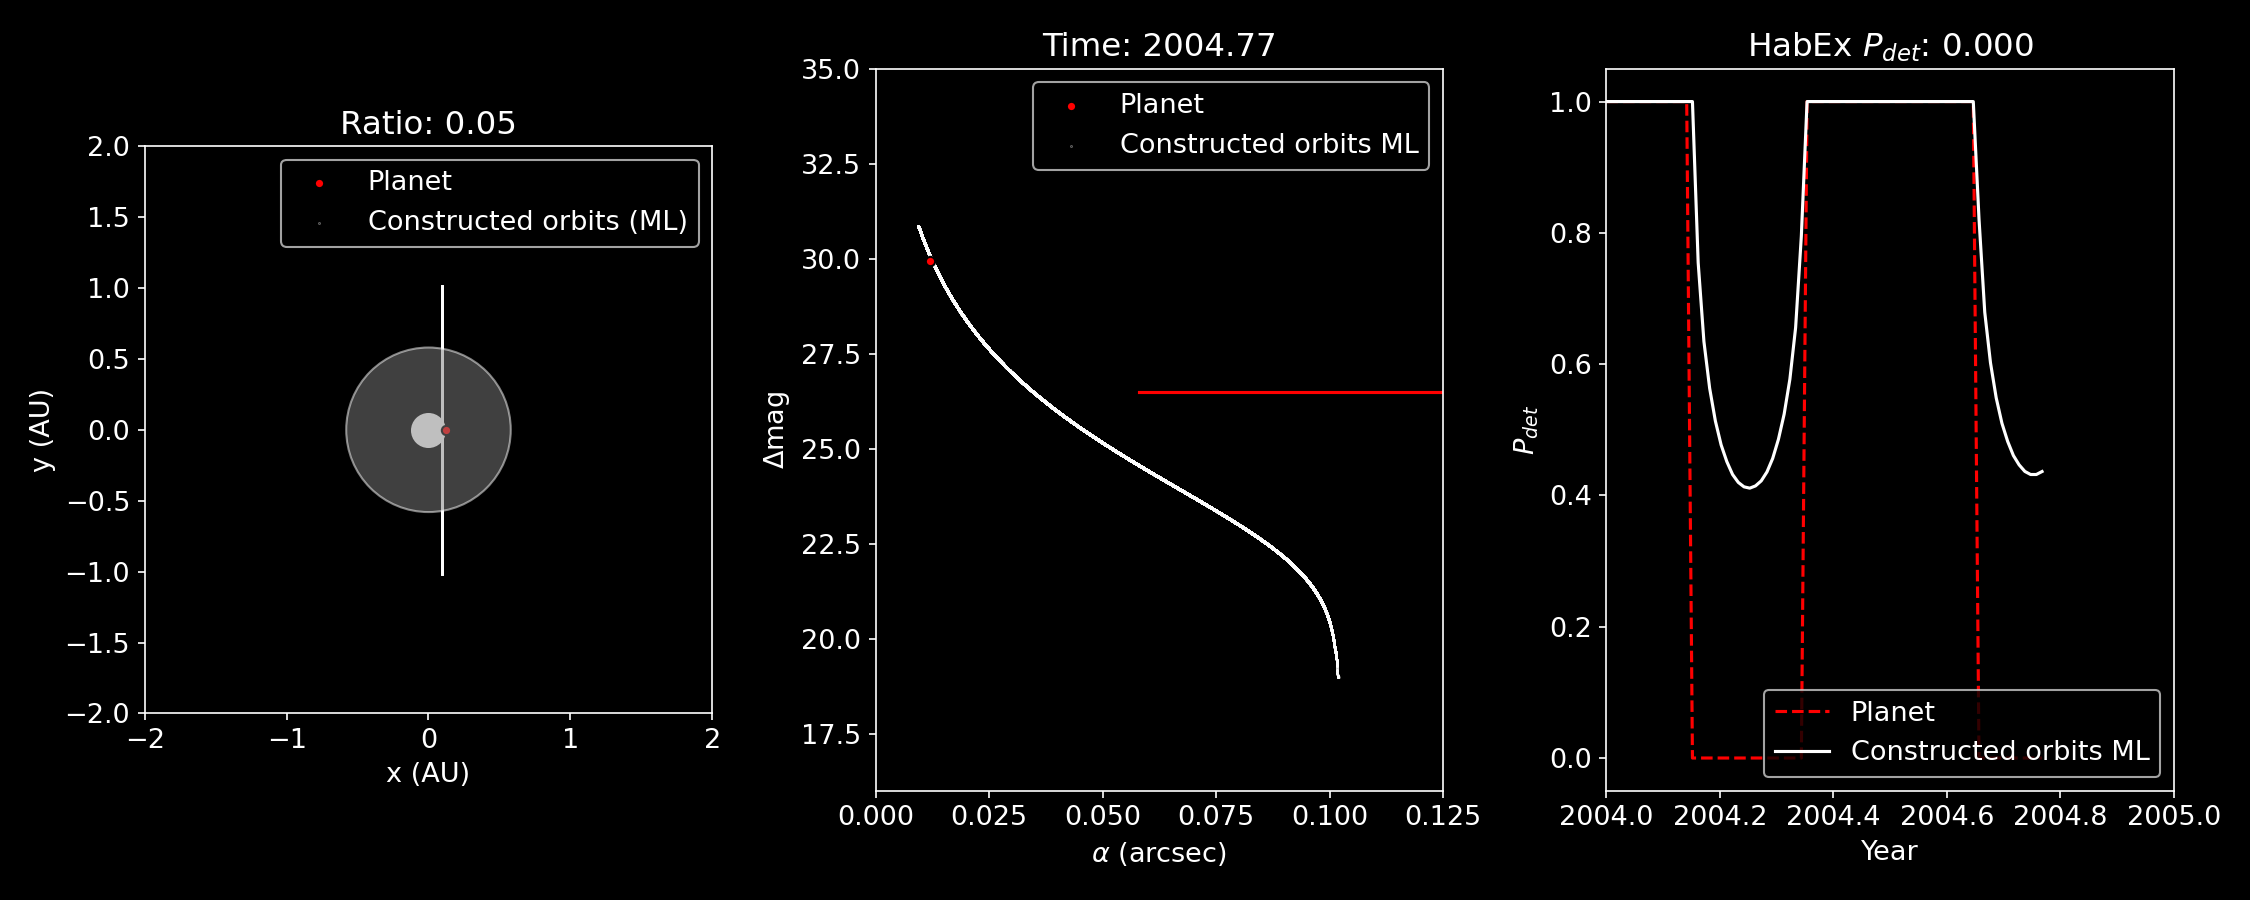 Ratio: 0.05
Planet
Constructed orbits (ML)
y (AU)
2.0
1.5
1.0
0.5
0.0
−0.5
−1.0
−1.5
−2.0
−2 −1 0 1 2
x (AU)
Time: 2004.77
Planet
Constructed orbits ML
Δmag
35.0
32.5
30.0
27.5
25.0
22.5
20.0
17.5
0.000 0.025 0.050 0.075 0.100 0.125
α (arcsec)
HabEx P_det: 0.000
P_det
1.0
0.8
0.6
0.4
0.2
0.0
Planet
Constructed orbits ML
2004.0 2004.2 2004.4 2004.6 2004.8 2005.0
Year